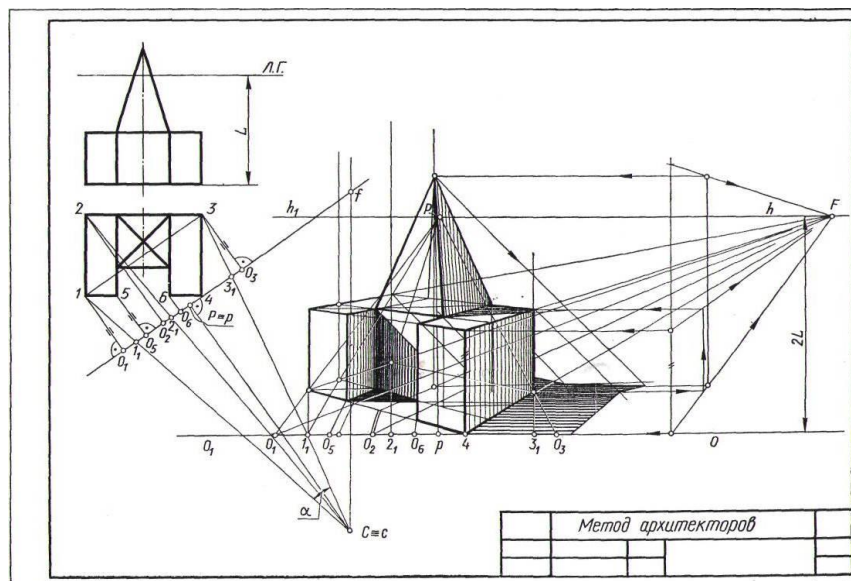 Л.Г.
L
2
3
f
h₁
P
h
F
1
5
6
4
O₃
3₁
P≡p
O₆
2₁
O₂
O₅
1₁
O₁
2L
O₁
O₁
1₁
O₅
O₂
2₁
O₆
p
4
3₁
O₃
O
α
C≡c
Метод архитекторов